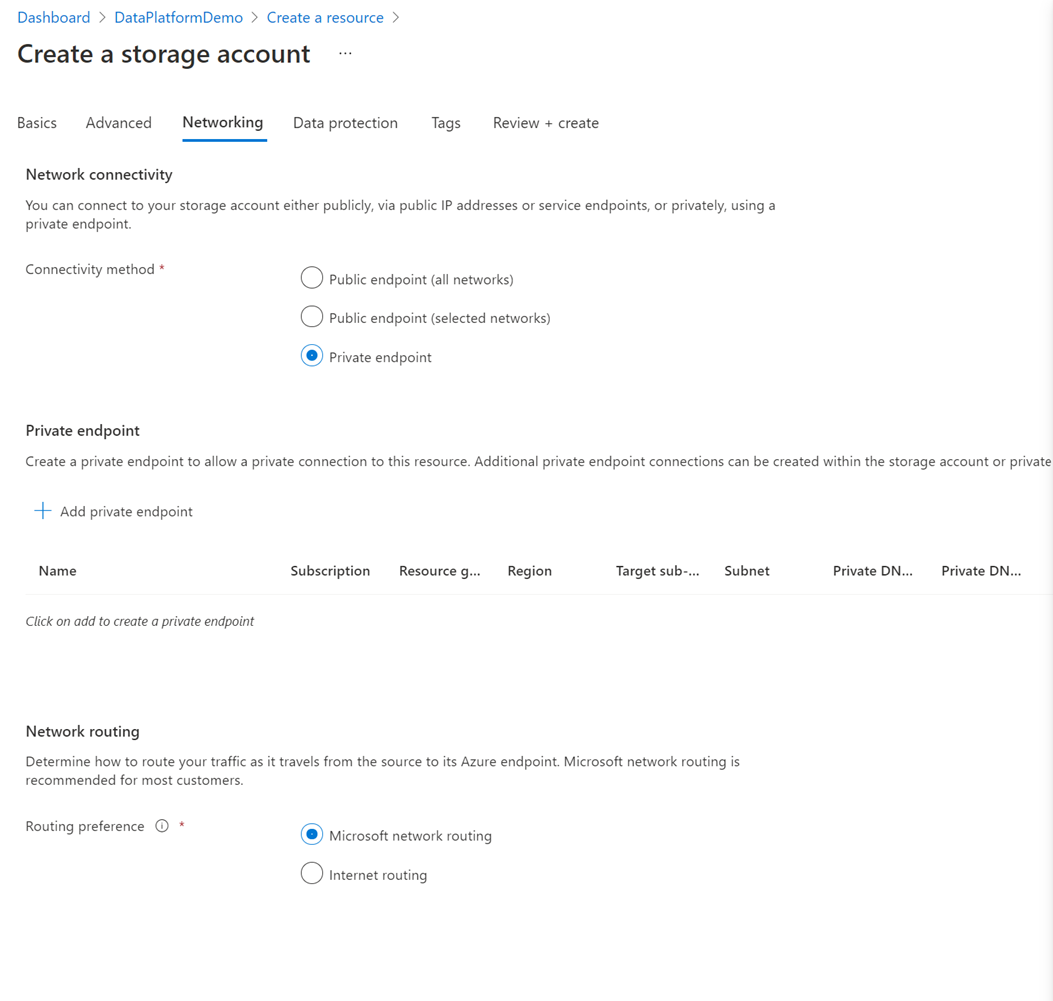 Dashboard > DataPlatformDemo > Create a resource >
Create a storage account ...
Basics Advanced Networking Data protection Tags Review + create
Network connectivity
You can connect to your storage account either publicly, via public IP addresses or service endpoints, or privately, using a
private endpoint.
Connectivity method *
Public endpoint (all networks)
Public endpoint (selected networks)
Private endpoint
Private endpoint
Create a private endpoint to allow a private connection to this resource. Additional private endpoint connections can be created within the storage account or private
Add private endpoint
Name Subscription Resource g... Region Target sub-... Subnet Private DN... Private DN...
Click on add to create a private endpoint
Network routing
Determine how to route your traffic as it travels from the source to its Azure endpoint. Microsoft network routing is
recommended for most customers.
Routing preference *
Microsoft network routing
Internet routing